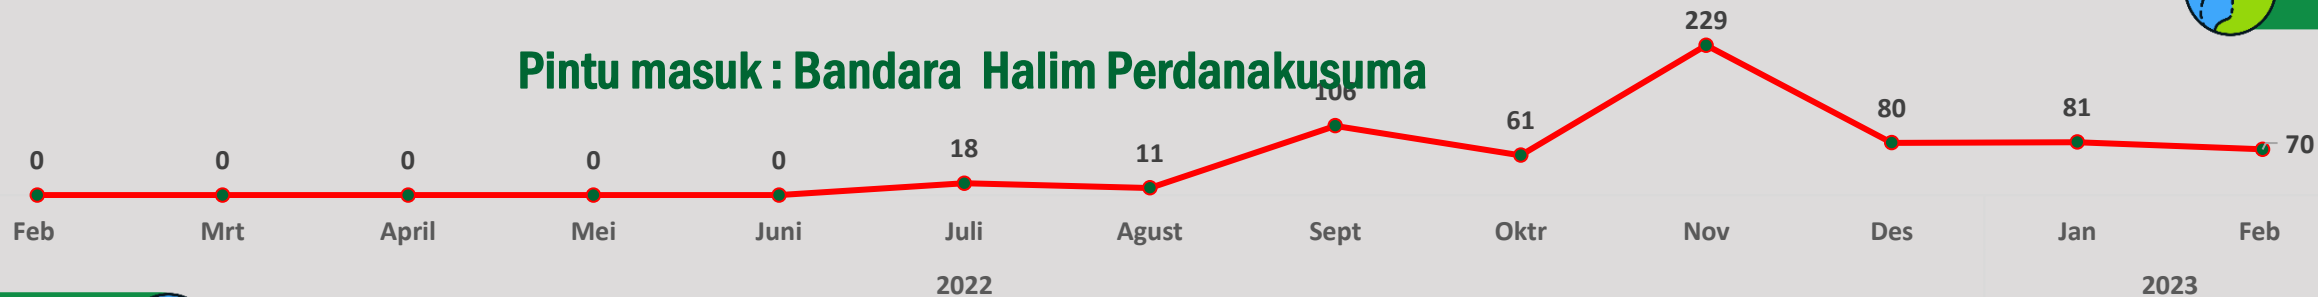 229
Pintu masuk : Bandara Halim Perdanakusuma
106
61
80
81
70
0 0 0 0 0 18 11
Feb Mrt April Mei Juni Juli Agust Sept Oktr Nov Des Jan Feb
2022 2023